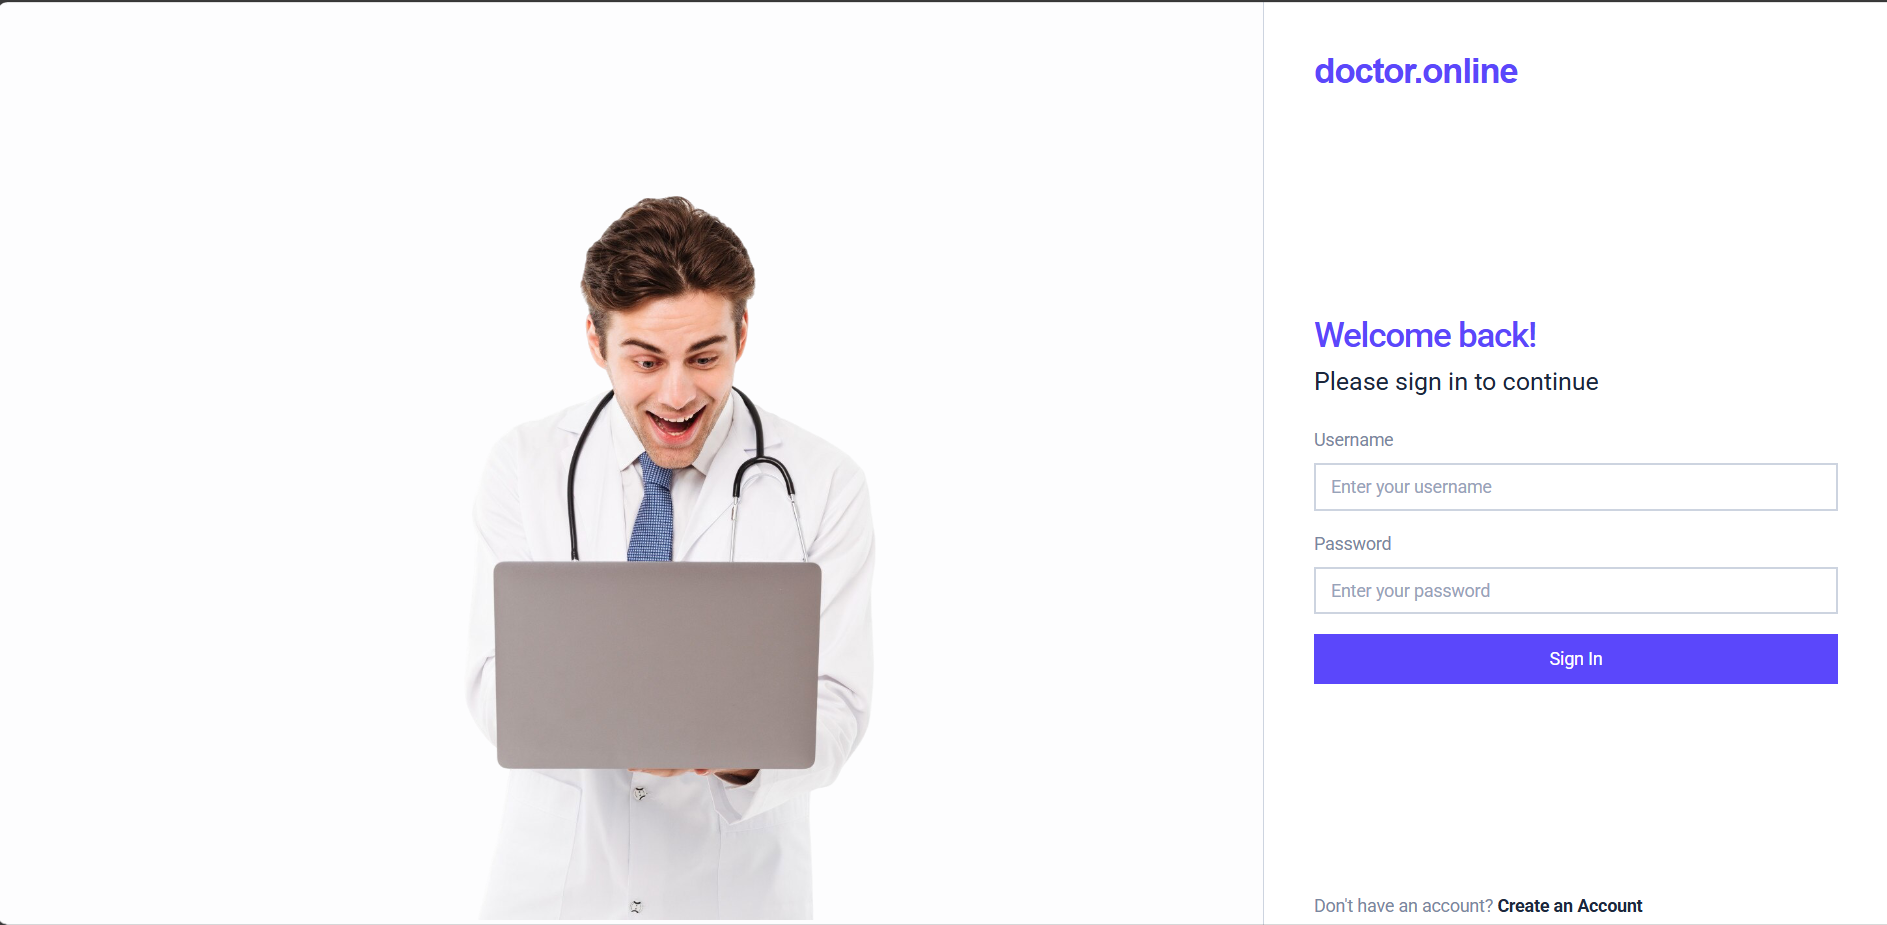 doctor.online
Welcome back!
Please sign in to continue
Username
Enter your username
Password
Enter your password
Sign In
Don't have an account? Create an Account